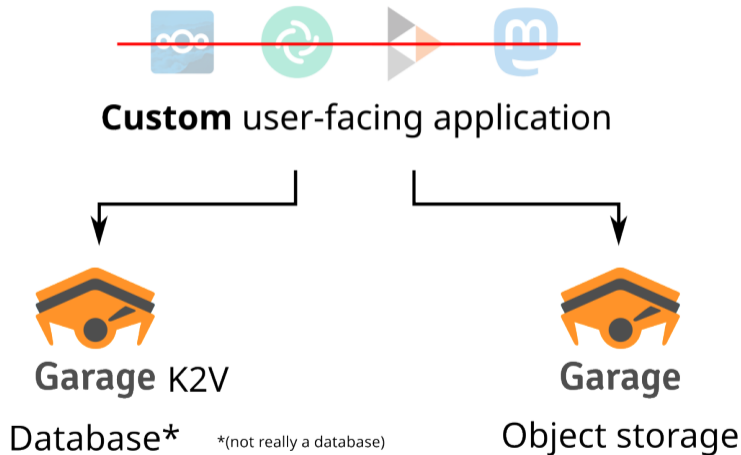 Custom user-facing application
Garage K2V
Garage
Database* *(not really a database)
Object storage